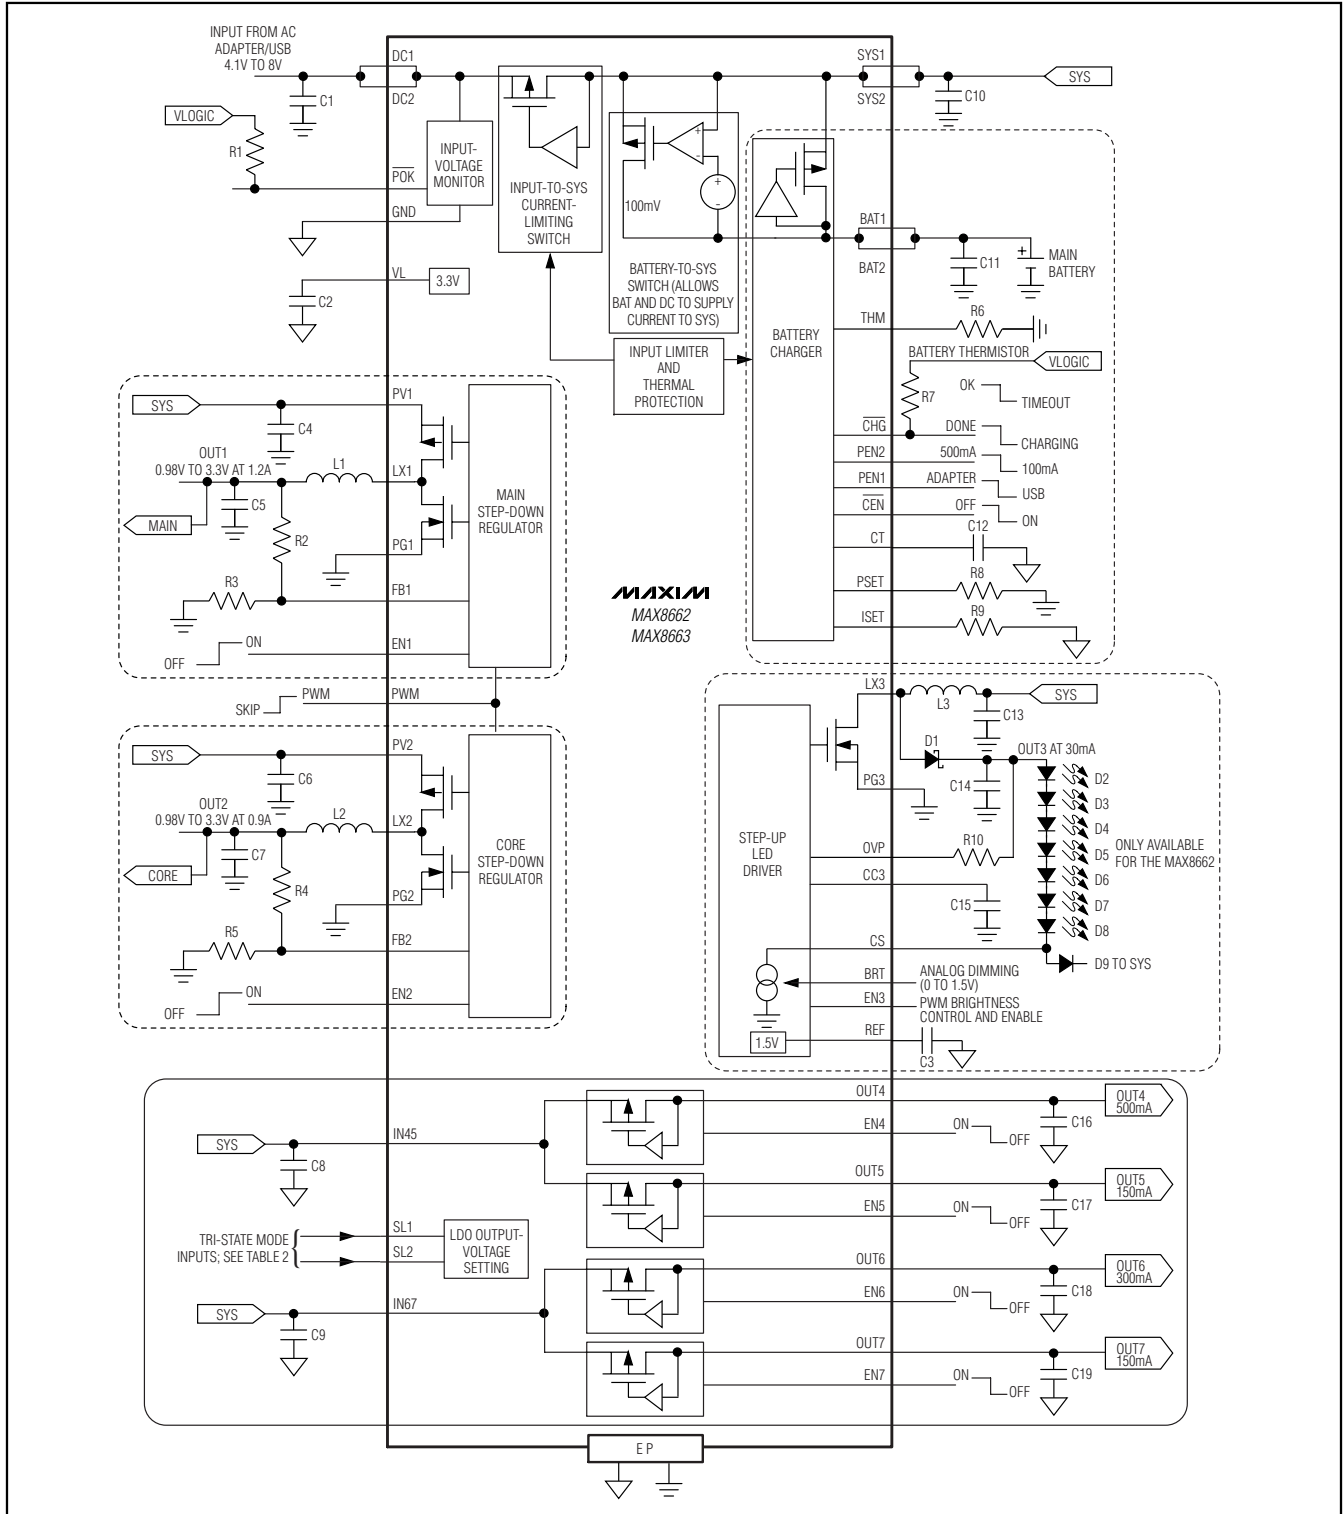 INPUT FROM AC
ADAPTER/USB
4.1V TO 8V
DC1
DC2
C1
VLOGIC
R1
POK
GND
VL
3.3V
C2
INPUT-
VOLTAGE
MONITOR
INPUT-TO-SYS
CURRENT-
LIMITING
SWITCH
+
-
+
-
100mV
BATTERY-TO-SYS
SWITCH (ALLOWS
BAT AND DC TO SUPPLY
CURRENT TO SYS)
INPUT LIMITER
AND
THERMAL
PROTECTION
SYS1
SYS2
C10
SYS
BATTERY
CHARGER
BAT1
BAT2
C11
+
MAIN
BATTERY
THM
R6
BATTERY THERMISTOR
VLOGIC
R7
OK
TIMEOUT
CHG
DONE
CHARGING
PEN2
500mA
100mA
PEN1
ADAPTER
USB
CEN
OFF
ON
CT
C12
PSET
R8
ISET
R9
SYS
PV1
C4
OUT1
0.98V TO 3.3V AT 1.2A
L1
LX1
C5
MAIN
R2
PG1
R3
FB1
ON
OFF
EN1
MAIN
STEP-DOWN
REGULATOR
MAXIM
MAX8662
MAX8663
PWM
SKIP
PWM
SYS
PV2
C6
OUT2
0.98V TO 3.3V AT 0.9A
L2
LX2
C7
CORE
R4
PG2
R5
FB2
ON
OFF
EN2
CORE
STEP-DOWN
REGULATOR
LX3
L3
SYS
C13
D1
OUT3 AT 30mA
PG3
C14
D2
D3
D4
D5
D6
D7
D8
ONLY AVAILABLE
FOR THE MAX8662
STEP-UP
LED
DRIVER
OVP
R10
CC3
C15
CS
D9 TO SYS
BRT
ANALOG DIMMING
(0 TO 1.5V)
EN3
PWM BRIGHTNESS
CONTROL AND ENABLE
REF
1.5V
C3
SYS
IN45
C8
TRI-STATE MODE
INPUTS; SEE TABLE 2
SL1
SL2
LDO OUTPUT-
VOLTAGE
SETTING
SYS
IN67
C9
OUT4
OUT4
500mA
EN4
ON
OFF
C16
OUT5
OUT5
150mA
EN5
ON
OFF
C17
OUT6
OUT6
300mA
EN6
ON
OFF
C18
OUT7
OUT7
150mA
EN7
ON
OFF
C19
EP